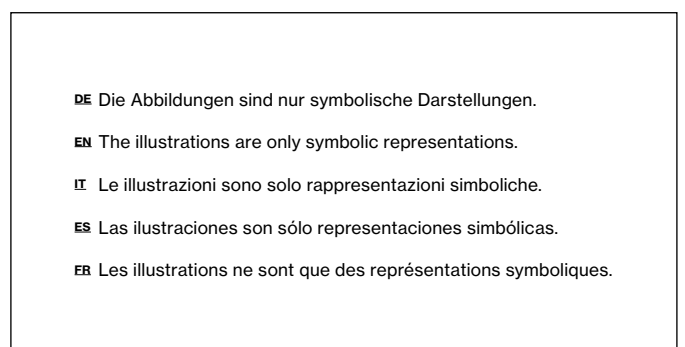 DE Die Abbildungen sind nur symbolische Darstellungen.
EN The illustrations are only symbolic representations.
IT Le illustrazioni sono solo rappresentazioni simboliche.
ES Las ilustraciones son sólo representaciones simbólicas.
FR Les illustrations ne sont que des représentations symboliques.